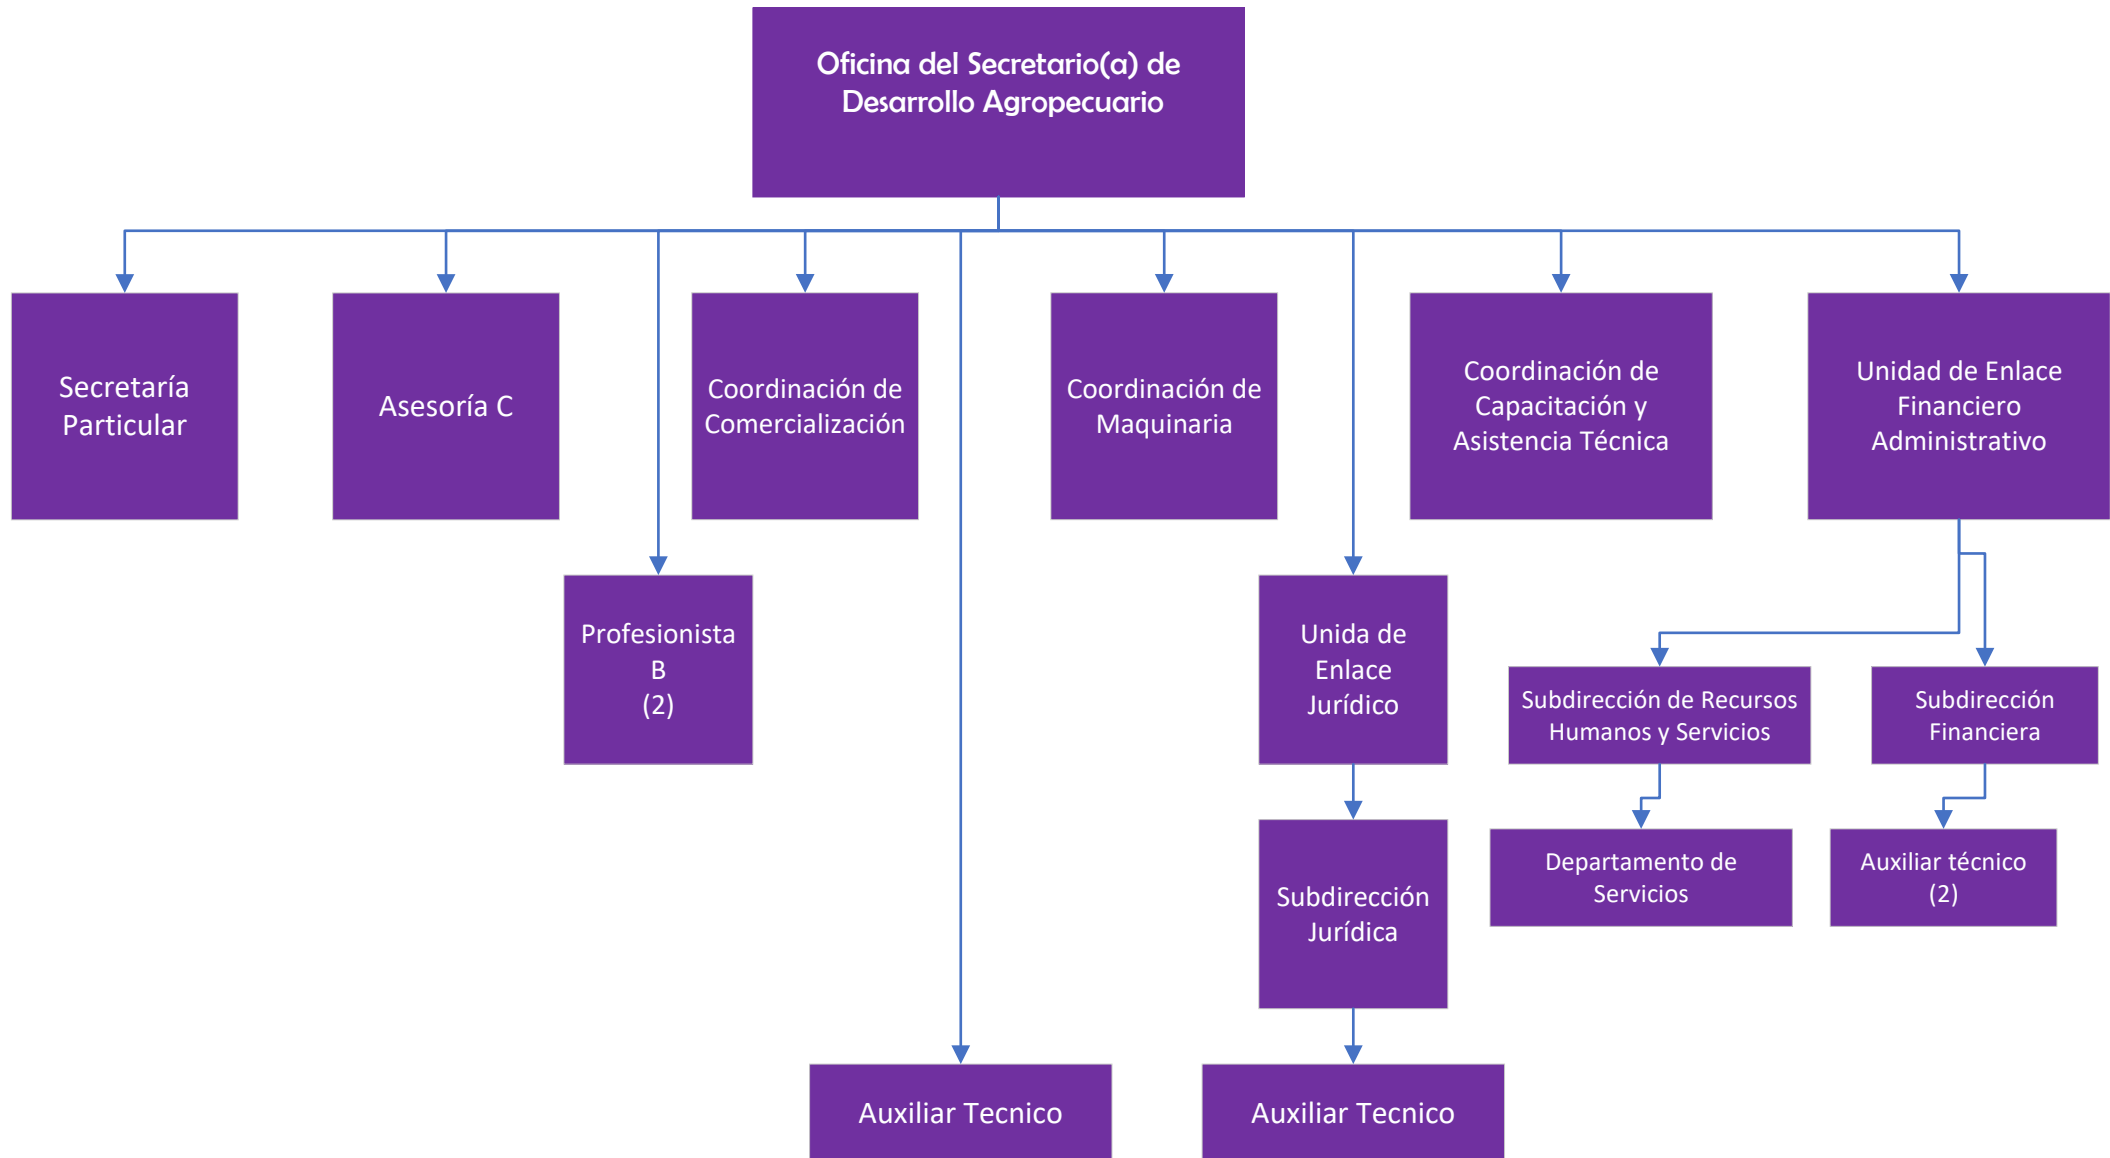 Oficina del Secretario(a) de
Desarrollo Agropecuario
Secretaría
Particular
Asesoría C
Coordinación de
Comercialización
Coordinación de
Maquinaria
Coordinación de
Capacitación y
Asistencia Técnica
Unidad de Enlace
Financiero
Administrativo
Profesionista
B
(2)
Unida de
Enlace
Jurídico
Subdirección de Recursos
Humanos y Servicios
Subdirección
Financiera
Subdirección
Jurídica
Departamento de
Servicios
Auxiliar técnico
(2)
Auxiliar Tecnico
Auxiliar Tecnico